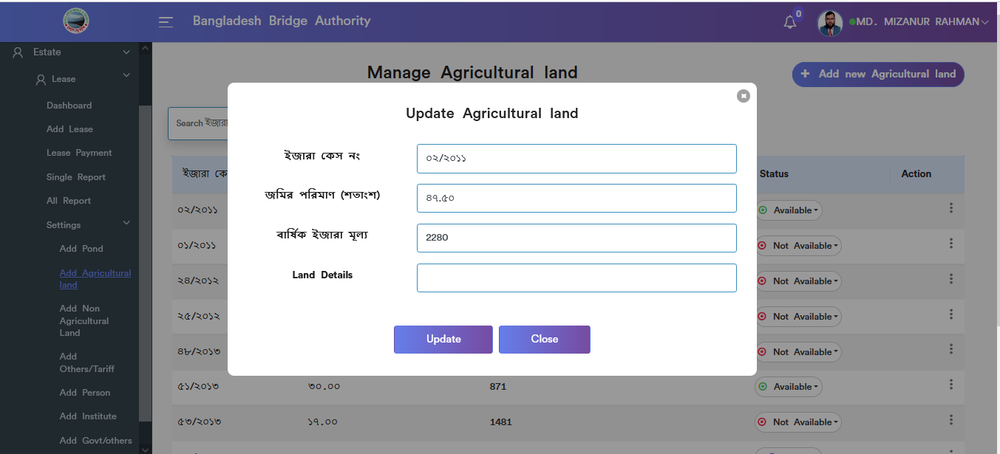 Bangladesh Bridge Authority
0
MD. MIZANUR RAHMAN
Estate
Lease
Dashboard
Add Lease
Lease Payment
Single Report
All Report
Settings
Add Pond
Add Agricultural
land
Add Non
Agricultural
Land
Add
Others/Tariff
Add Person
Add Institute
Add Govt/others
Manage Agricultural land
+ Add new Agricultural land
Search ইজারা
ইজারা কে
Status
Action
০২/২০১১
Available
০১/২০১১
Not Available
২৪/২০১২
Not Available
২৫/২০১২
Not Available
৪৮/২০১৩
Not Available
৫১/২০১৩ ৩০.০০ 871 Available
৫৩/২০১৩ ১৭.০০ 1481 Not Available
Update Agricultural land
ইজারা কেস নং ০২/২০১১
জমির পরিমাণ (শতাংশ) ৪৭.৫০
বার্ষিক ইজারা মূল্য 2280
Land Details
Update Close